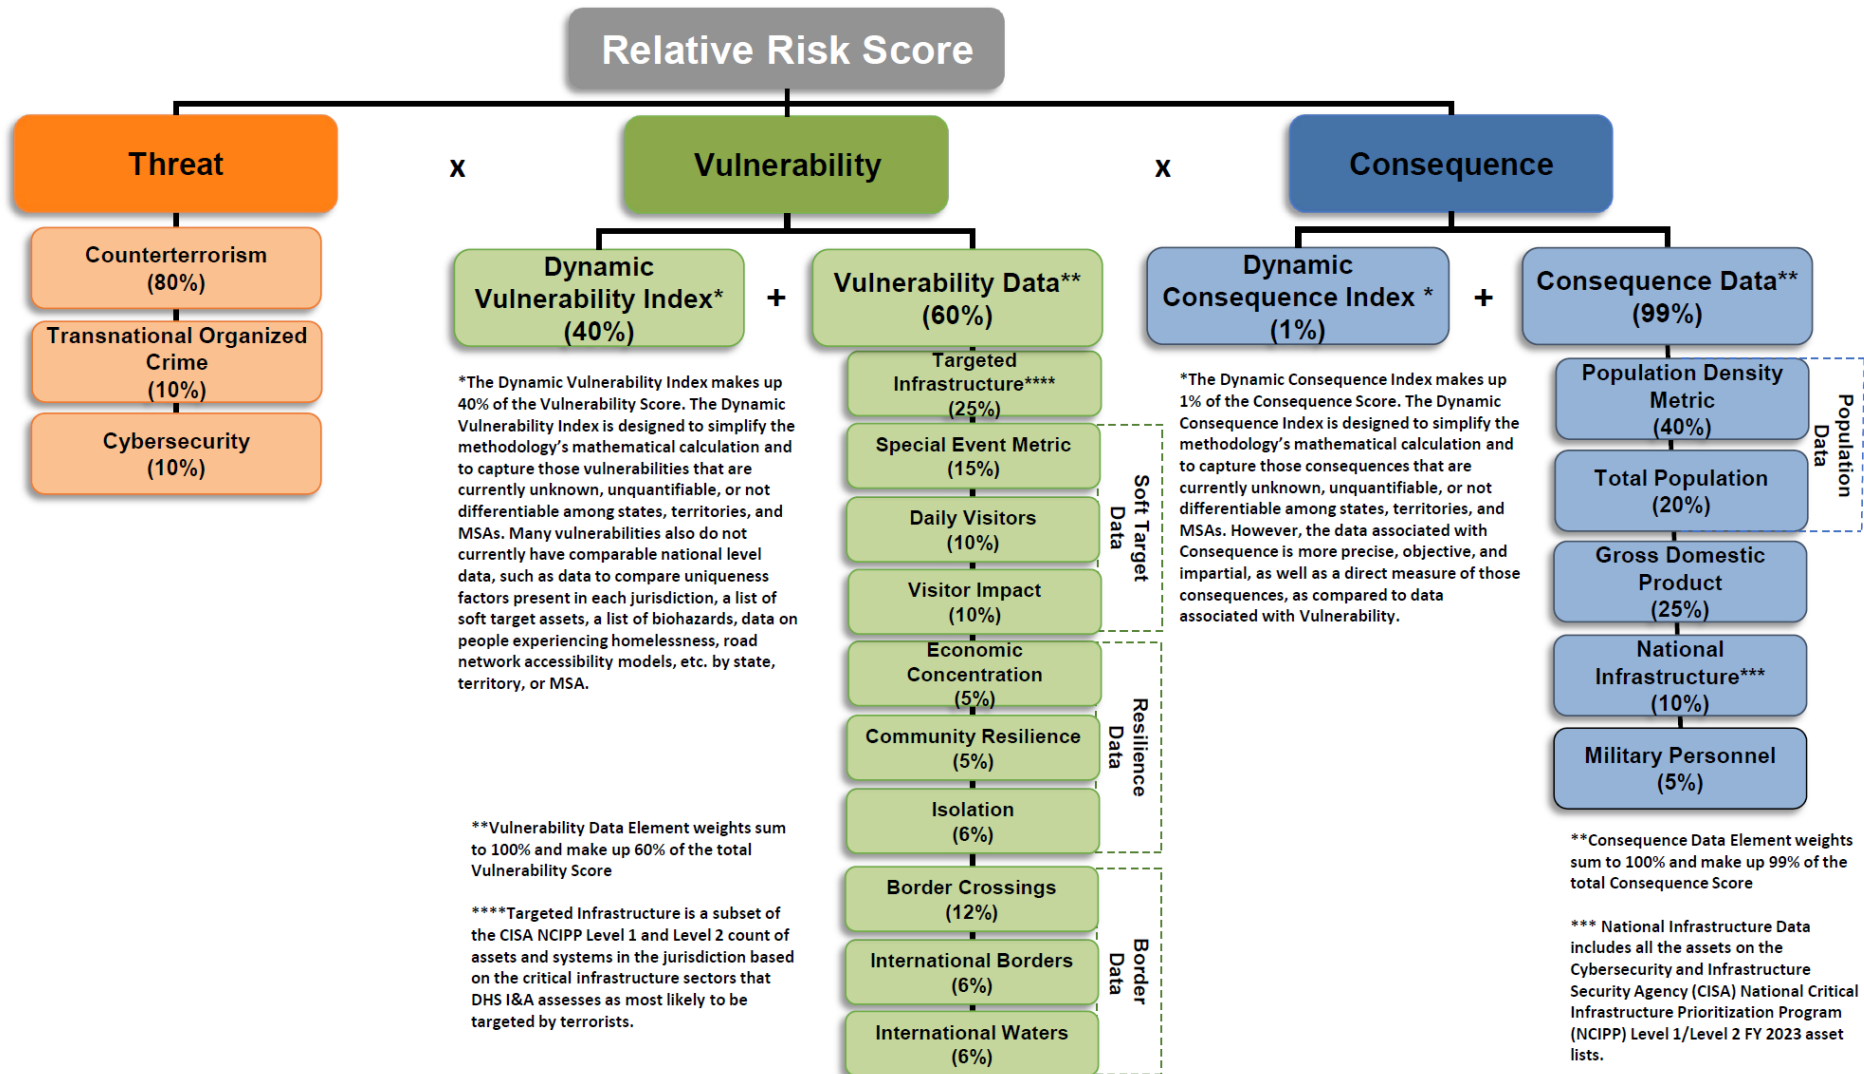 Relative Risk Score
Threat
x
Vulnerability
x
Consequence
Counterterrorism
(80%)
Transnational Organized
Crime
(10%)
Cybersecurity
(10%)
Dynamic
Vulnerability Index*
(40%)
+
Vulnerability Data**
(60%)
*The Dynamic Vulnerability Index makes up
40% of the Vulnerability Score. The Dynamic
Vulnerability Index is designed to simplify the
methodology's mathematical calculation and
to capture those vulnerabilities that are
currently unknown, unquantifiable, or not
differentiable among states, territories, and
MSAs. Many vulnerabilities also do not
currently have comparable national level
data, such as data to compare uniqueness
factors present in each jurisdiction, a list of
soft target assets, a list of biohazards, data on
people experiencing homelessness, road
network accessibility models, etc. by state,
territory, or MSA.
**Vulnerability Data Element weights sum
to 100% and make up 60% of the total
Vulnerability Score
****Targeted Infrastructure is a subset of
the CISA NCIPP Level 1 and Level 2 count of
assets and systems in the jurisdiction based
on the critical infrastructure sectors that
DHS I&A assesses as most likely to be
targeted by terrorists.
Targeted
Infrastructure****
(25%)
Special Event Metric
(15%)
Daily Visitors
(10%)
Visitor Impact
(10%)
Soft Target
Data
Economic
Concentration
(5%)
Community Resilience
(5%)
Isolation
(6%)
Resilience
Data
Border Crossings
(12%)
International Borders
(6%)
International Waters
(6%)
Border
Data
Dynamic
Consequence Index *
(1%)
+
Consequence Data**
(99%)
*The Dynamic Consequence Index makes up
1% of the Consequence Score. The Dynamic
Consequence Index is designed to simplify the
methodology's mathematical calculation and
to capture those consequences that are
currently unknown, unquantifiable, or not
differentiable among states, territories, and
MSAs. However, the data associated with
Consequence is more precise, objective, and
impartial, as well as a direct measure of those
consequences, as compared to data
associated with Vulnerability.
Population Density
Metric
(40%)
Total Population
(20%)
Population
Data
Gross Domestic
Product
(25%)
National
Infrastructure***
(10%)
Military Personnel
(5%)
**Consequence Data Element weights
sum to 100% and make up 99% of the
total Consequence Score
*** National Infrastructure Data
includes all the assets on the
Cybersecurity and Infrastructure
Security Agency (CISA) National Critical
Infrastructure Prioritization Program
(NCIPP) Level 1/Level 2 FY 2023 asset
lists.